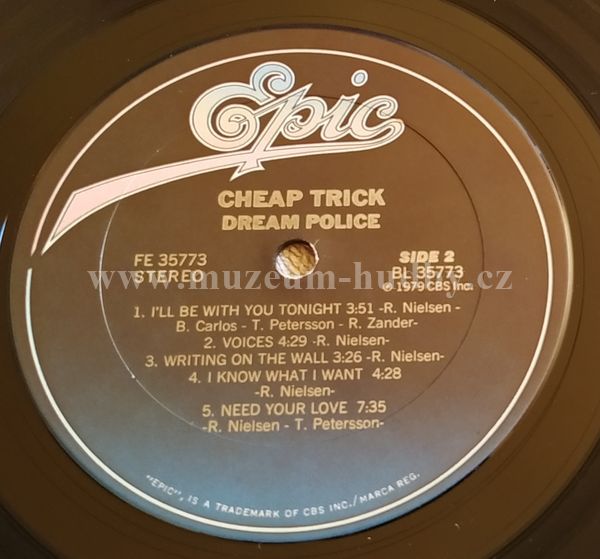 Epic
CHEAP TRICK
DREAM POLICE
FE 35773
STEREO
SIDE 2
BL 35773
℗ 1979 CBS Inc.
www.muzeum-hudby.cz
1. I'LL BE WITH YOU TONIGHT 3:51 -R. Nielsen -
B. Carlos - T. Petersson - R. Zander-
2. VOICES 4:29 -R. Nielsen-
3. WRITING ON THE WALL 3:26 -R. Nielsen-
4. I KNOW WHAT I WANT 4:28
-R. Nielsen-
5. NEED YOUR LOVE 7:35
-R. Nielsen - T. Petersson-
"EPIC", IS A TRADEMARK OF CBS INC./MARCA REG.